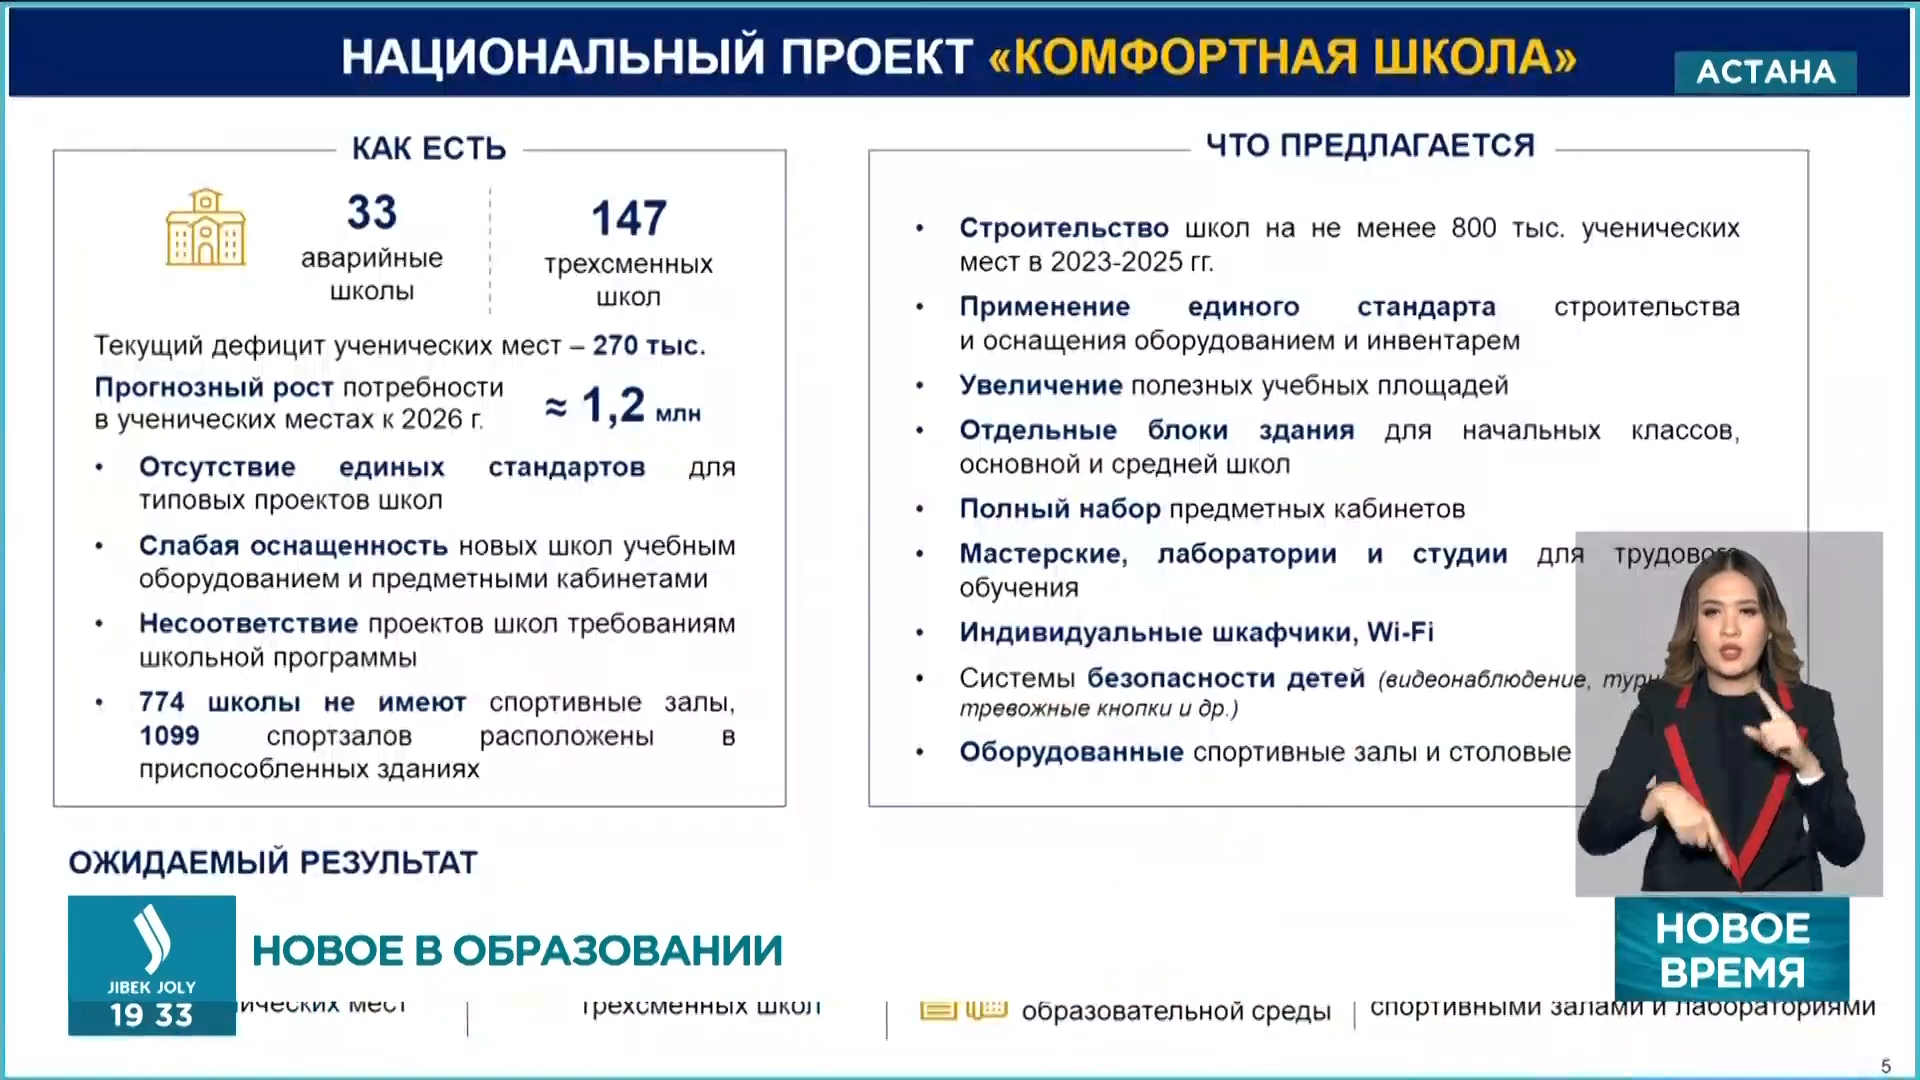 НАЦИОНАЛЬНЫЙ ПРОЕКТ «КОМФОРТНАЯ ШКОЛА»
АСТАНА
КАК ЕСТЬ
33
аварийные
школы
147
трехсменных
школ
Текущий дефицит ученических мест – 270 тыс.
Прогнозный рост потребности
в ученических местах к 2026 г.
≈ 1,2 млн
• Отсутствие единых стандартов для
типовых проектов школ
• Слабая оснащенность новых школ учебным
оборудованием и предметными кабинетами
• Несоответствие проектов школ требованиям
школьной программы
• 774 школы не имеют спортивные залы,
1099 спортзалов расположены в
приспособленных зданиях
ЧТО ПРЕДЛАГАЕТСЯ
• Строительство школ на не менее 800 тыс. ученических
мест в 2023-2025 гг.
• Применение единого стандарта строительства
и оснащения оборудованием и инвентарем
• Увеличение полезных учебных площадей
• Отдельные блоки здания для начальных классов,
основной и средней школ
• Полный набор предметных кабинетов
• Мастерские, лаборатории и студии для трудового
обучения
• Индивидуальные шкафчики, Wi-Fi
• Системы безопасности детей (видеонаблюдение,
тревожные кнопки и др.)
• Оборудованные спортивные залы и столовые
ОЖИДАЕМЫЙ РЕЗУЛЬТАТ
JIBEK JOLY
19 33
НОВОЕ В ОБРАЗОВАНИИ
НОВОЕ
ВРЕМЯ
мест
трехсменных школ
образовательной среды
спортивными залами и лабораториями
5